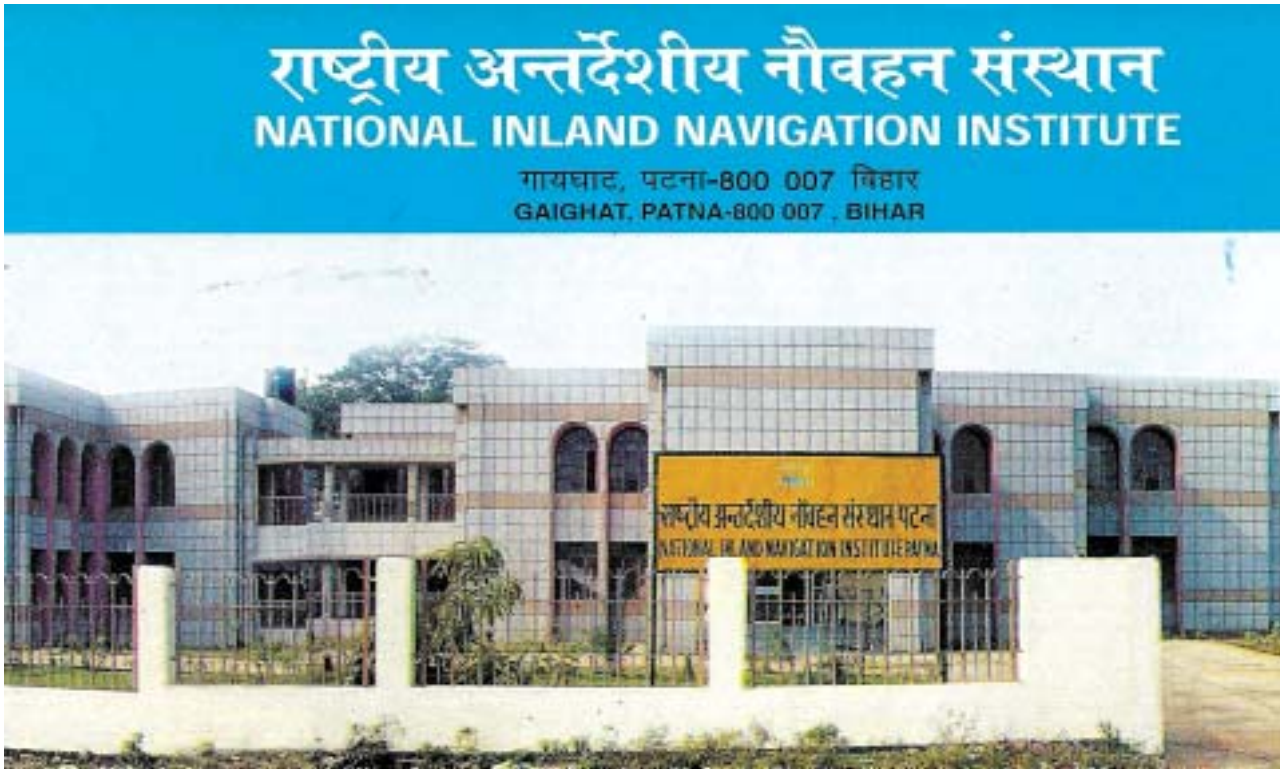 राष्ट्रीय अन्तर्देशीय नौवहन संस्थान
NATIONAL INLAND NAVIGATION INSTITUTE
गायघाट, पटना-800 007 बिहार
GAIGHAT, PATNA-800 007 , BIHAR
राष्ट्रीय अन्तर्देशीय नौवहन संस्थान पटना
NATIONAL INLAND NAVIGATION INSTITUTE PATNA